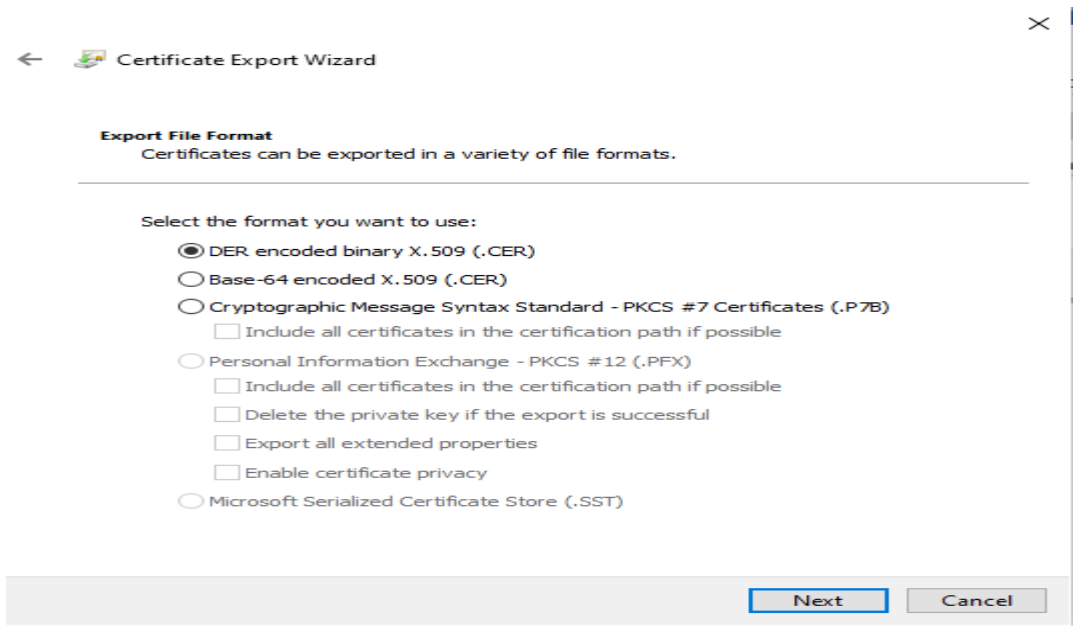 Certificate Export Wizard
Export File Format
Certificates can be exported in a variety of file formats.
Select the format you want to use:
DER encoded binary X.509 (.CER)
Base-64 encoded X.509 (.CER)
Cryptographic Message Syntax Standard - PKCS #7 Certificates (.P7B)
Include all certificates in the certification path if possible
Personal Information Exchange - PKCS #12 (.PFX)
Include all certificates in the certification path if possible
Delete the private key if the export is successful
Export all extended properties
Enable certificate privacy
Microsoft Serialized Certificate Store (.SST)
Next Cancel